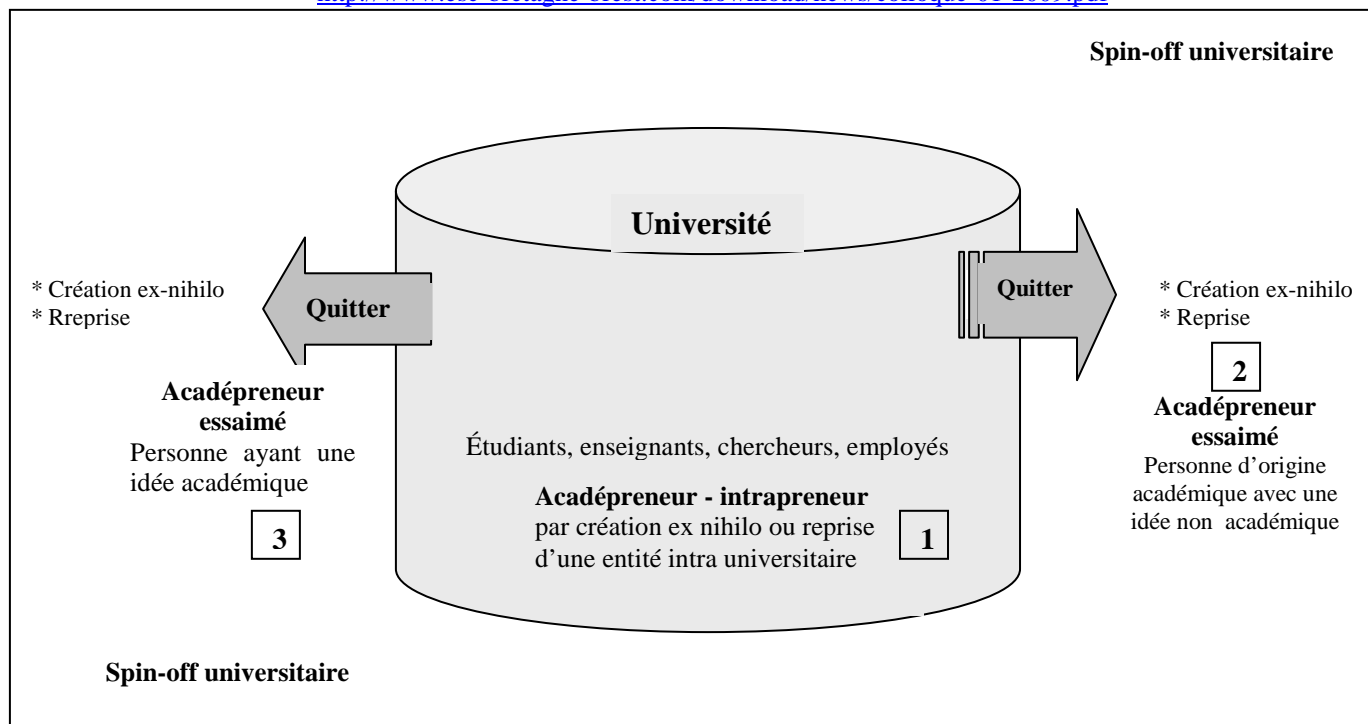 Spin-off universitaire
Université
Quitter
* Création ex-nihilo
* Rreprise
Acadépreneur
essaimé
Personne ayant une
idée académique
3
Quitter
* Création ex-nihilo
* Reprise
2
Acadépreneur
essaimé
Personne d’origine
académique avec une
idée non académique
Étudiants, enseignants, chercheurs, employés
Acadépreneur - intrapreneur
par création ex nihilo ou reprise
d’une entité intra universitaire
1
Spin-off universitaire